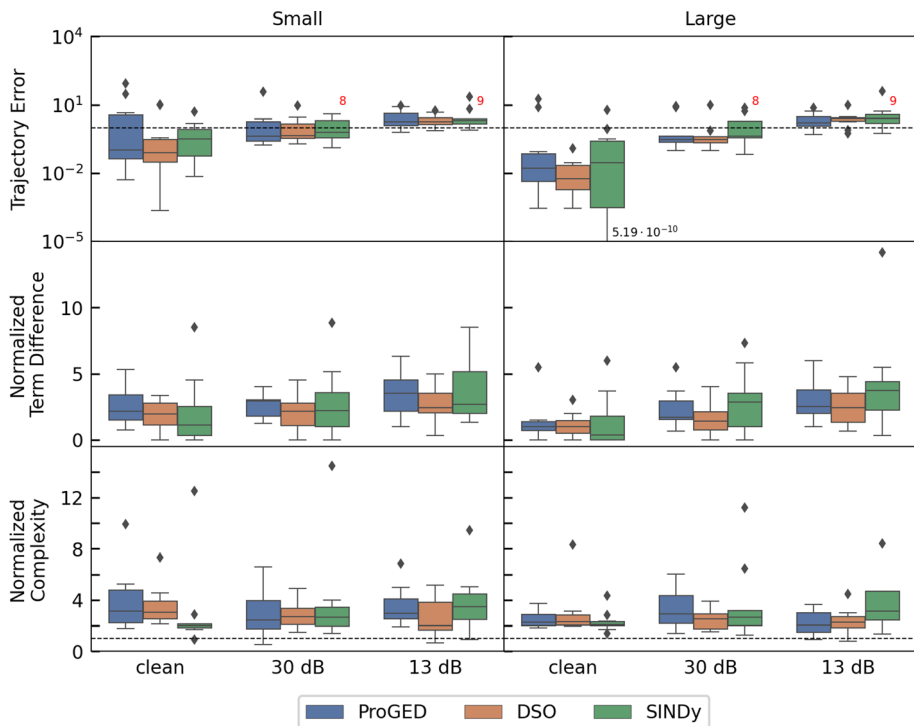 Small Large
Trajectory Error
10^4
10^1
10^-2
10^-5
8
9
8
9
5.19 · 10^-10
Normalized
Term Difference
10
5
0
Normalized
Complexity
12
8
4
0
clean 30 dB 13 dB clean 30 dB 13 dB
ProGED DSO SINDy